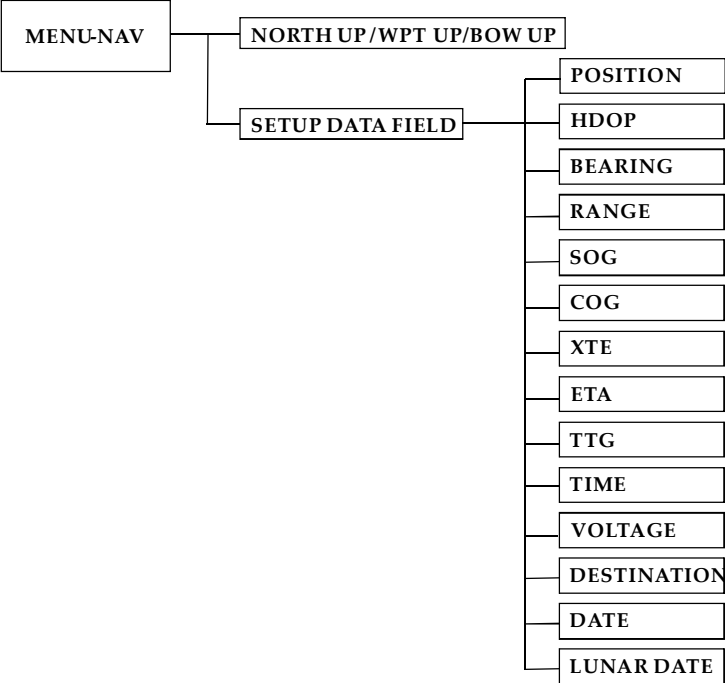 MENU-NAV
NORTH UP/WPT UP/BOW UP
SETUP DATA FIELD
POSITION
HDOP
BEARING
RANGE
SOG
COG
XTE
ETA
TTG
TIME
VOLTAGE
DESTINATION
DATE
LUNAR DATE